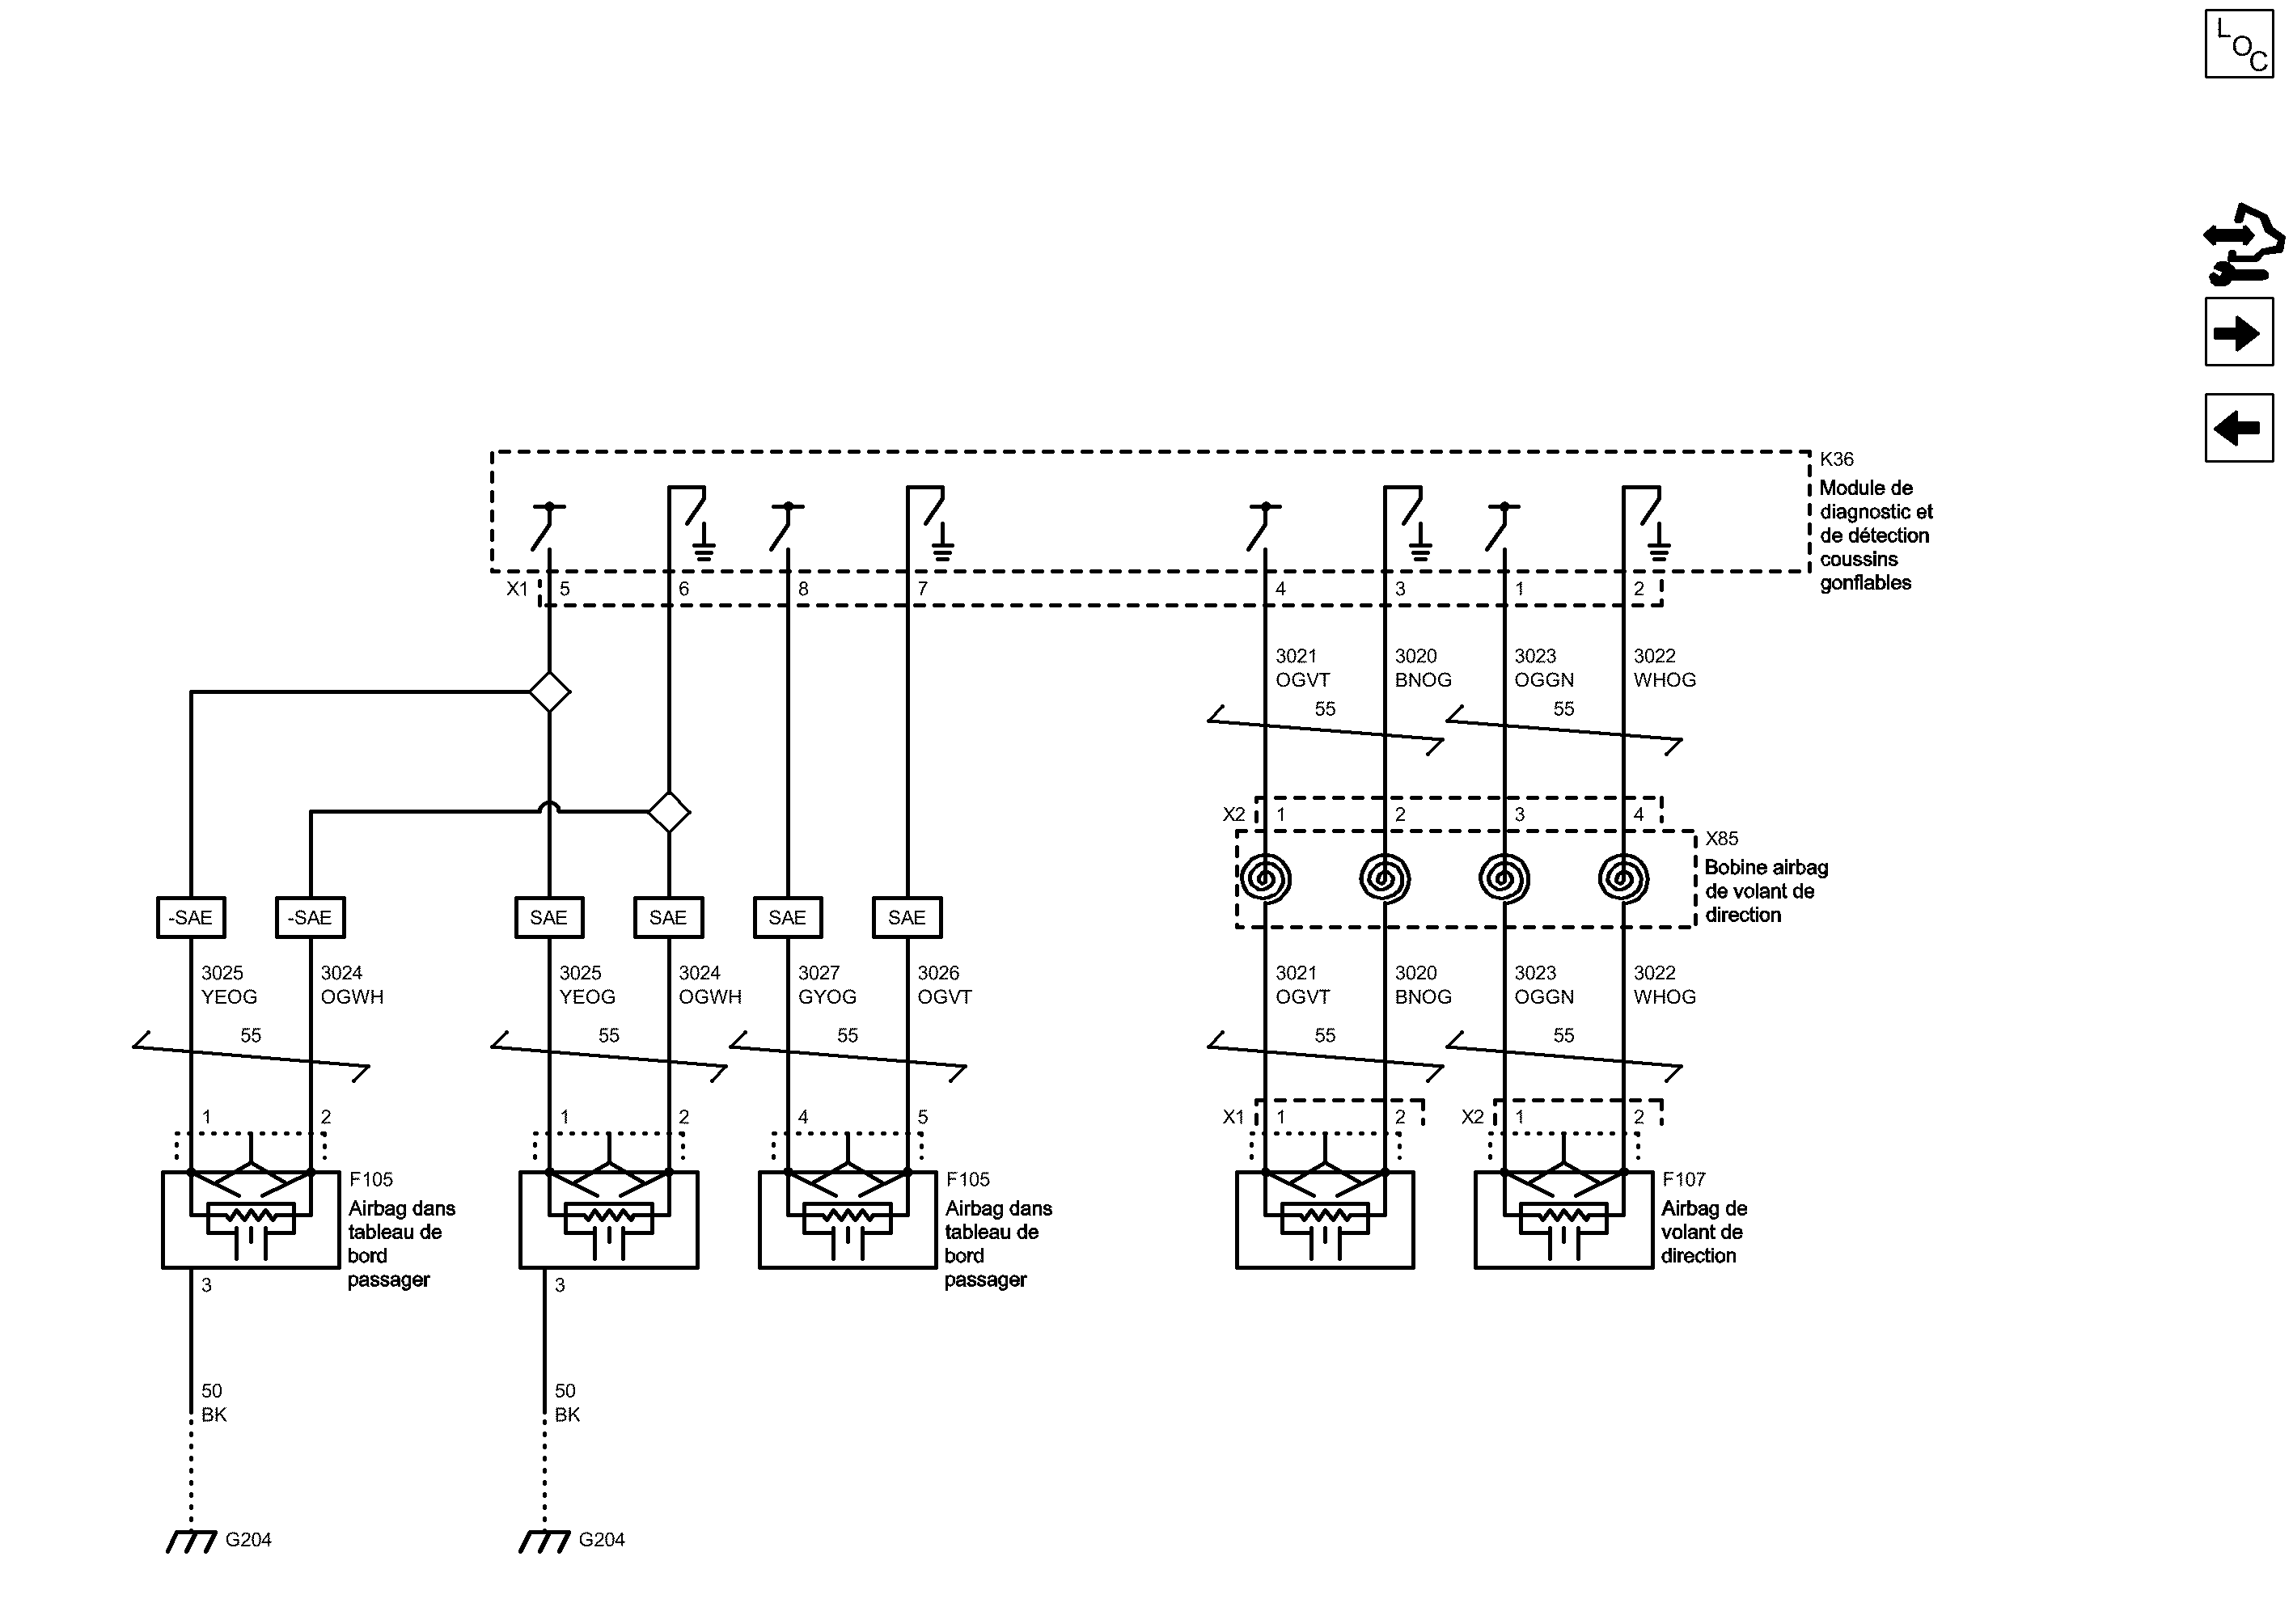 LOC
K36
Module de
diagnostic et
de détection
coussins
gonflables
X1 5 6 8 7 4 3 1 2
3021 3020 3023 3022
OGVT BNOG OGGN WHOG
55 55
X2 1 2 3 4
X85
Bobine airbag
de volant de
direction
-SAE -SAE SAE SAE SAE SAE
3025 3024 3025 3024 3027 3026 3021 3020 3023 3022
YEOG OGWH YEOG OGWH GYOG OGVT OGVT BNOG OGGN WHOG
55 55 55 55 55
1 2 1 2 4 5 X1 1 2 X2 1 2
F105
Airbag dans
tableau de
bord
passager
F105
Airbag dans
tableau de
bord
passager
F107
Airbag de
volant de
direction
3 3
50 50
BK BK
G204 G204